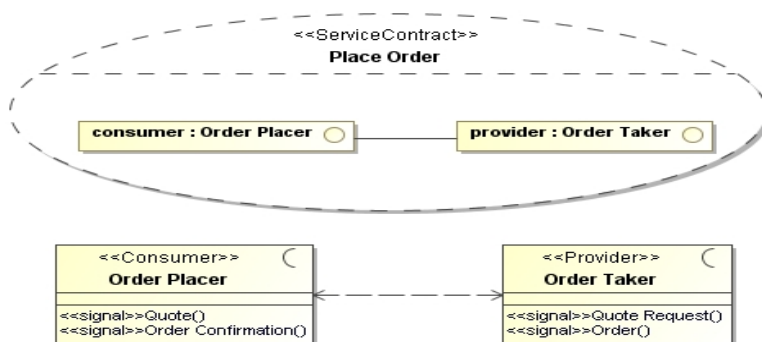 <<ServiceContract>>
Place Order
consumer : Order Placer
provider : Order Taker
<<Consumer>>
Order Placer
<<signal>>Quote()
<<signal>>Order Confirmation()
<<Provider>>
Order Taker
<<signal>>Quote Request()
<<signal>>Order()